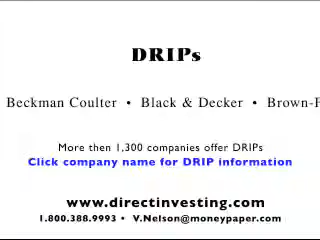 DRIPs
Beckman Coulter • Black & Decker • Brown-F
More then 1,300 companies offer DRIPs
Click company name for DRIP information
www.directinvesting.com
1.800.388.9993 • V.Nelson@moneypaper.com